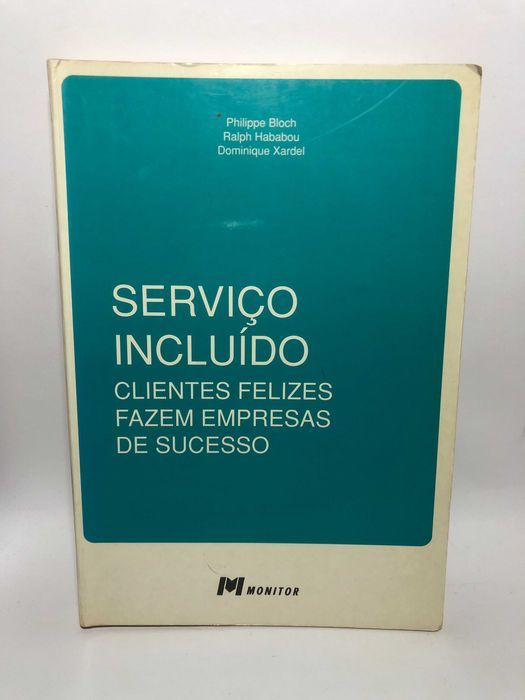 Philippe Bloch
Ralph Hababou
Dominique Xardel
SERVIÇO
INCLUÍDO
CLIENTES FELIZES
FAZEM EMPRESAS
DE SUCESSO
MONITOR